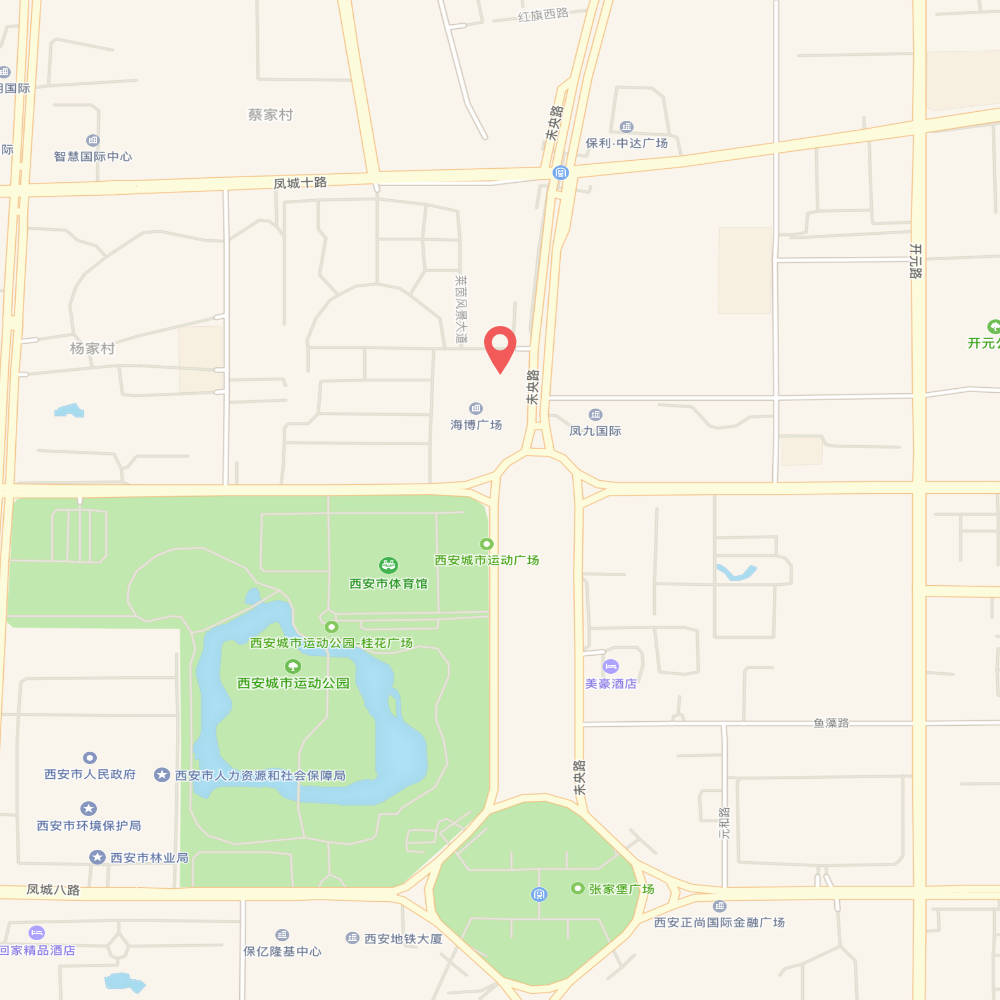 红旗西路
明国际
蔡家村
未央路
保利·中达广场
际
智慧国际中心
凤城十路
开元路
莱茵风景大道
杨家村
开元公
未央路
海博广场
凤九国际
西安城市运动广场
西安市体育馆
西安城市运动公园-桂花广场
西安城市运动公园
美豪酒店
鱼藻路
西安市人民政府
西安市人力资源和社会保障局
未央路
西安市环境保护局
元和路
西安市林业局
凤城八路
张家堡广场
西安正尚国际金融广场
回家精品酒店
保亿隆基中心
西安地铁大厦